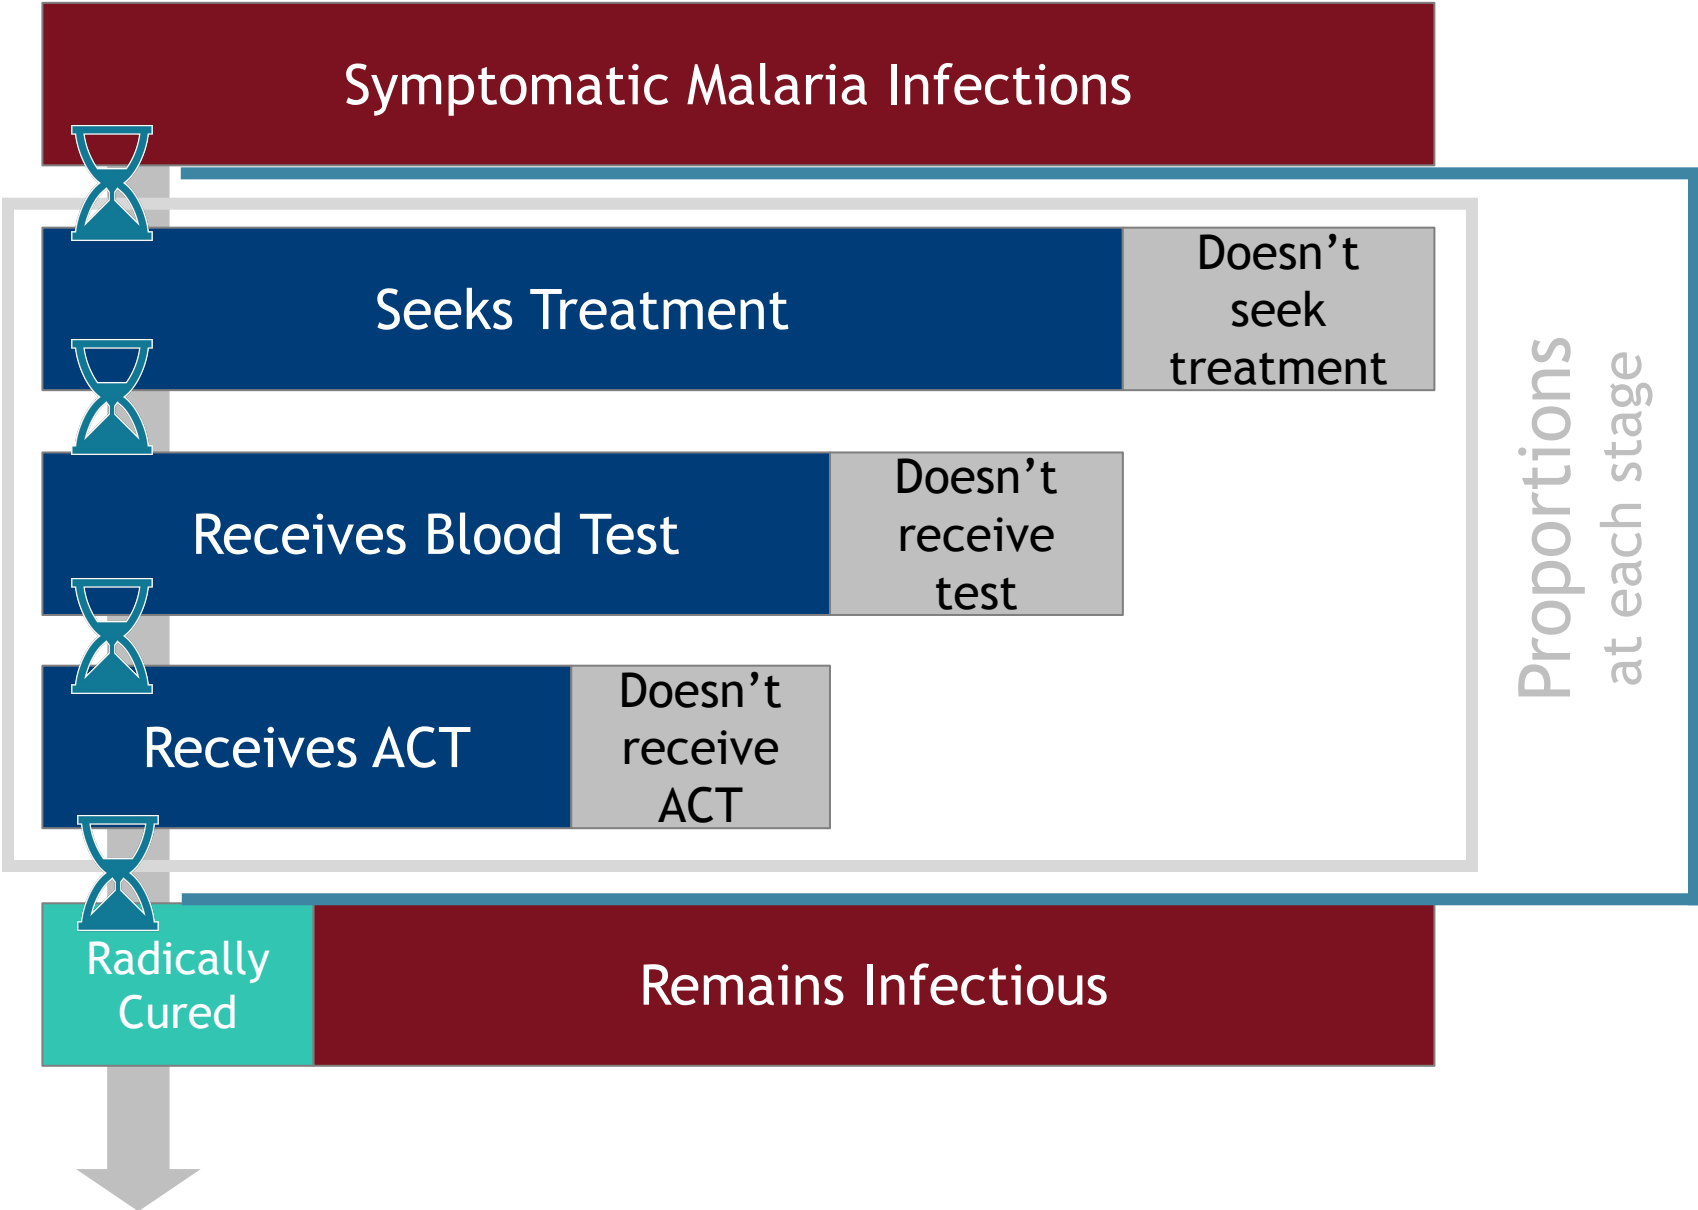 Symptomatic Malaria Infections
Seeks Treatment
Doesn’t
seek
treatment
Receives Blood Test
Doesn’t
receive
test
Receives ACT
Doesn’t
receive
ACT
Radically
Cured
Remains Infectious
Proportions
at each stage